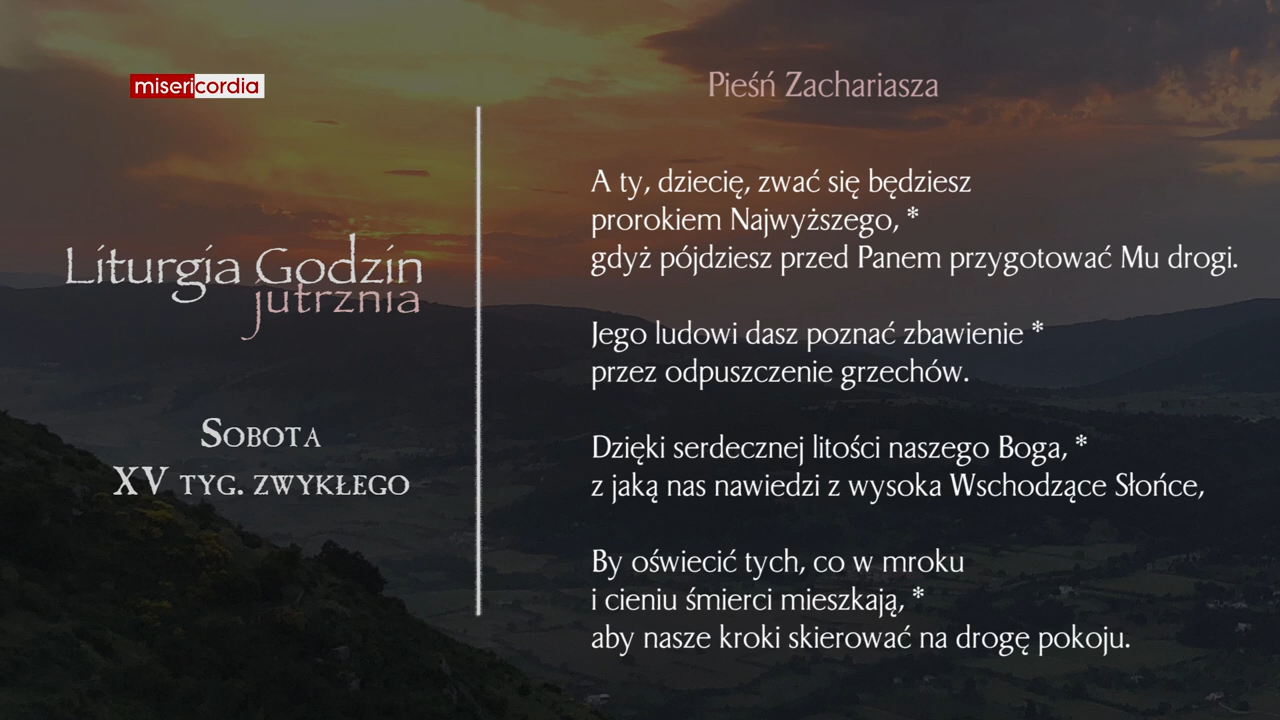 misericordia
Liturgia Godzin
jutrznia
Sobota
XV tyg. zwykłego
Pieśń Zachariasza
A ty, dziecię, zwać się będziesz
prorokiem Najwyższego, *
gdyż pójdziesz przed Panem przygotować Mu drogi.
Jego ludowi dasz poznać zbawienie *
przez odpuszczenie grzechów.
Dzięki serdecznej litości naszego Boga, *
z jaką nas nawiedzi z wysoka Wschodzące Słońce,
By oświecić tych, co w mroku
i cieniu śmierci mieszkają, *
aby nasze kroki skierować na drogę pokoju.